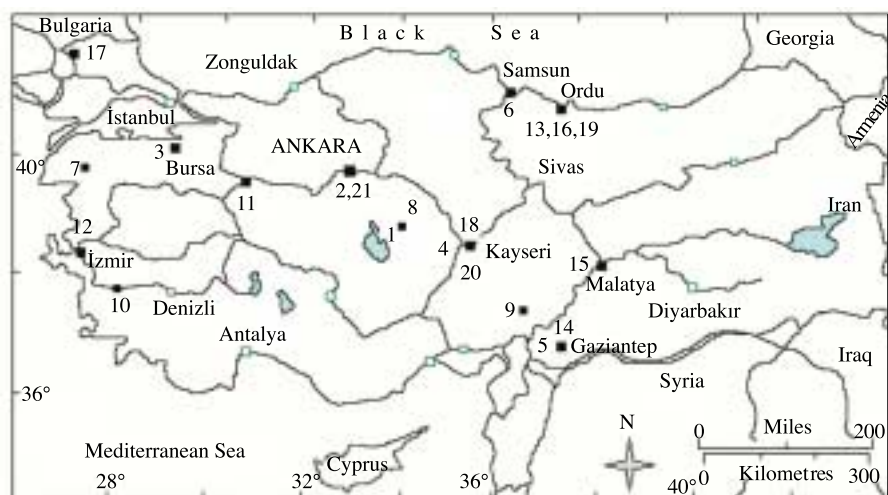 Bulgaria
Black Sea
Georgia
17
Zonguldak
Samsun
Ordu
Armenia
İstanbul
6
13,16,19
3
ANKARA
40°
Bursa
Sivas
7
2,21
11
8
Iran
12
1
18
4
Kayseri
İzmir
20
15
Malatya
10
Denizli
9
Diyarbakır
14
Antalya
5
Gaziantep
Iraq
Syria
36°
N
Miles
0
200
Mediterranean Sea
Cyprus
Kilometres
0
300
28°
32°
36°
40°